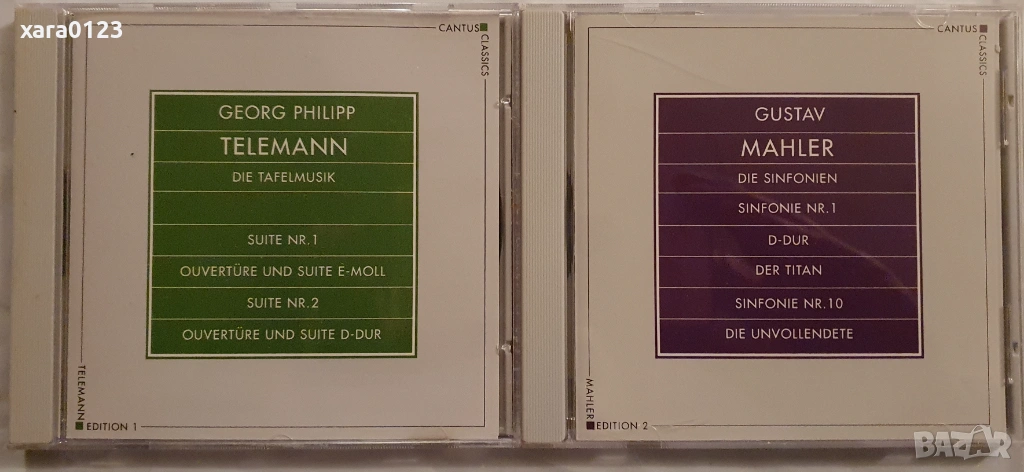 xara0123
CANTUS
CLASSICS
GEORG PHILIPP
TELEMANN
DIE TAFELMUSIK
SUITE NR.1
OUVERTÜRE UND SUITE E-MOLL
SUITE NR.2
OUVERTÜRE UND SUITE D-DUR
TELEMANN
EDITION 1
CANTUS
CLASSICS
GUSTAV
MAHLER
DIE SINFONIEN
SINFONIE NR.1
D-DUR
DER TITAN
SINFONIE NR.10
DIE UNVOLLENDETE
MAHLER
EDITION 2
BAZAR